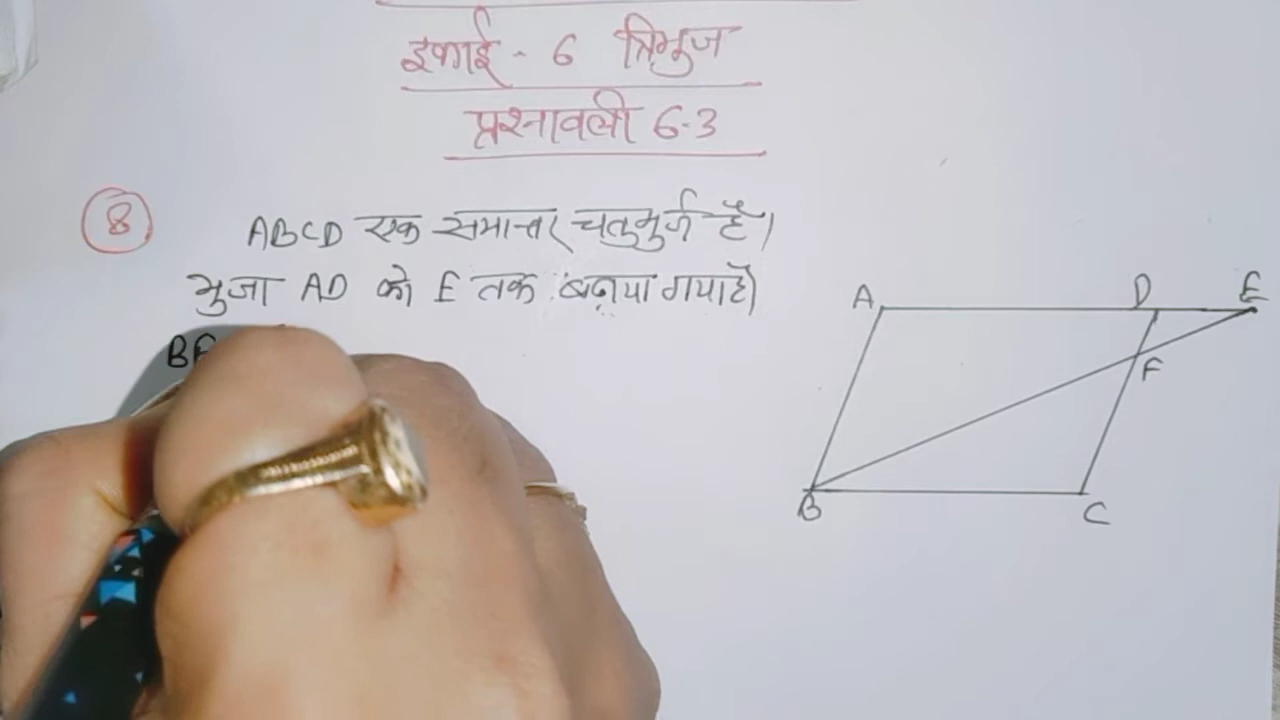 इकाई - 6 त्रिभुज
प्रश्नावली 6.3
8
ABCD एक समान्तर चतुर्भुज है।
भुजा AD को E तक बढ़ाया गया है।
A
D
E
F
B
C